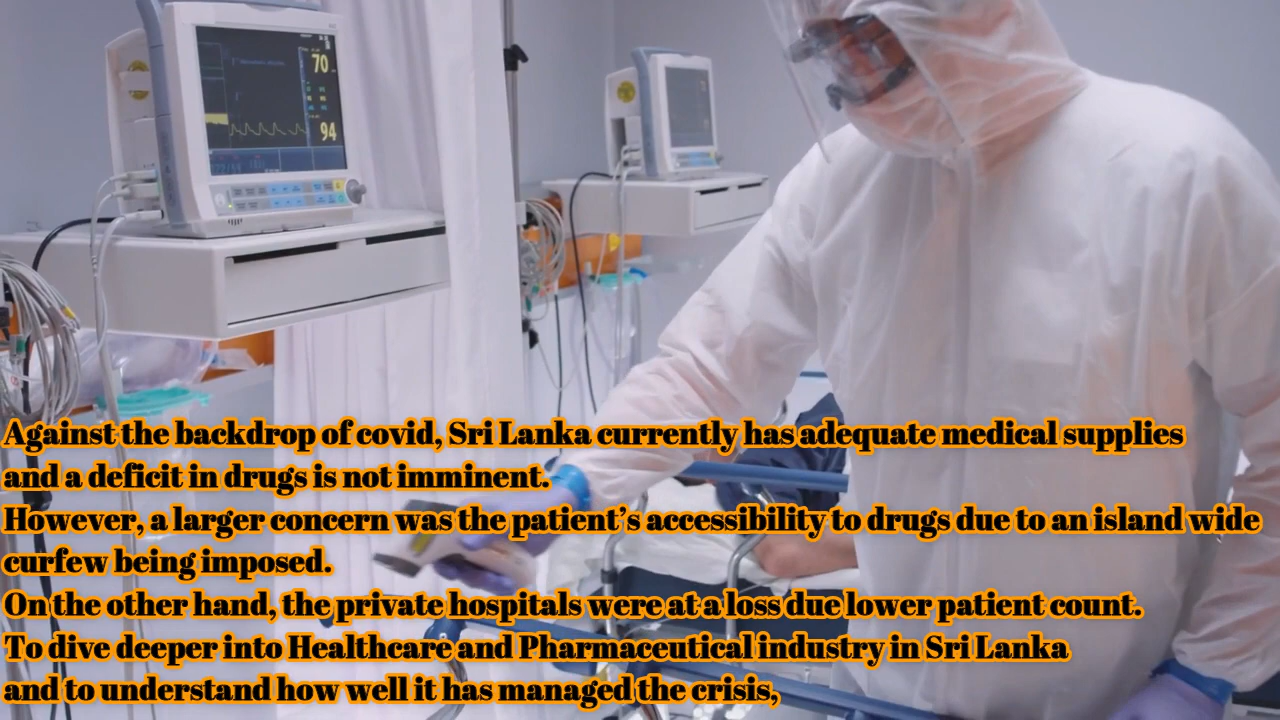 70
94
Against the backdrop of covid, Sri Lanka currently has adequate medical supplies
and a deficit in drugs is not imminent.
However, a larger concern was the patient’s accessibility to drugs due to an island wide
curfew being imposed.
On the other hand, the private hospitals were at a loss due lower patient count.
To dive deeper into Healthcare and Pharmaceutical industry in Sri Lanka
and to understand how well it has managed the crisis,